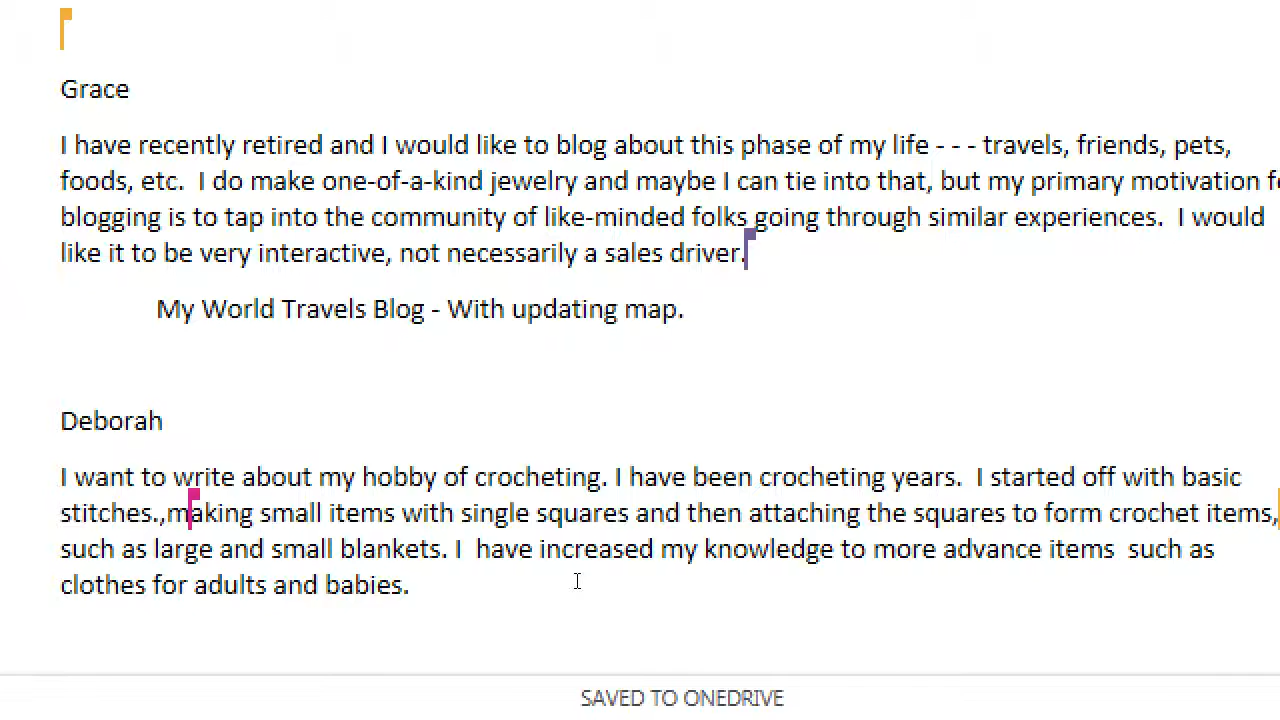 Grace
I have recently retired and I would like to blog about this phase of my life - - - travels, friends, pets,
foods, etc.  I do make one-of-a-kind jewelry and maybe I can tie into that, but my primary motivation
blogging is to tap into the community of like-minded folks going through similar experiences.  I would
like it to be very interactive, not necessarily a sales driver.
My World Travels Blog - With updating map.
Deborah
I want to write about my hobby of crocheting. I have been crocheting years.  I started off with basic
stitches.,making small items with single squares and then attaching the squares to form crochet items,
such as large and small blankets. I  have increased my knowledge to more advance items  such as
clothes for adults and babies.
SAVED TO ONEDRIVE